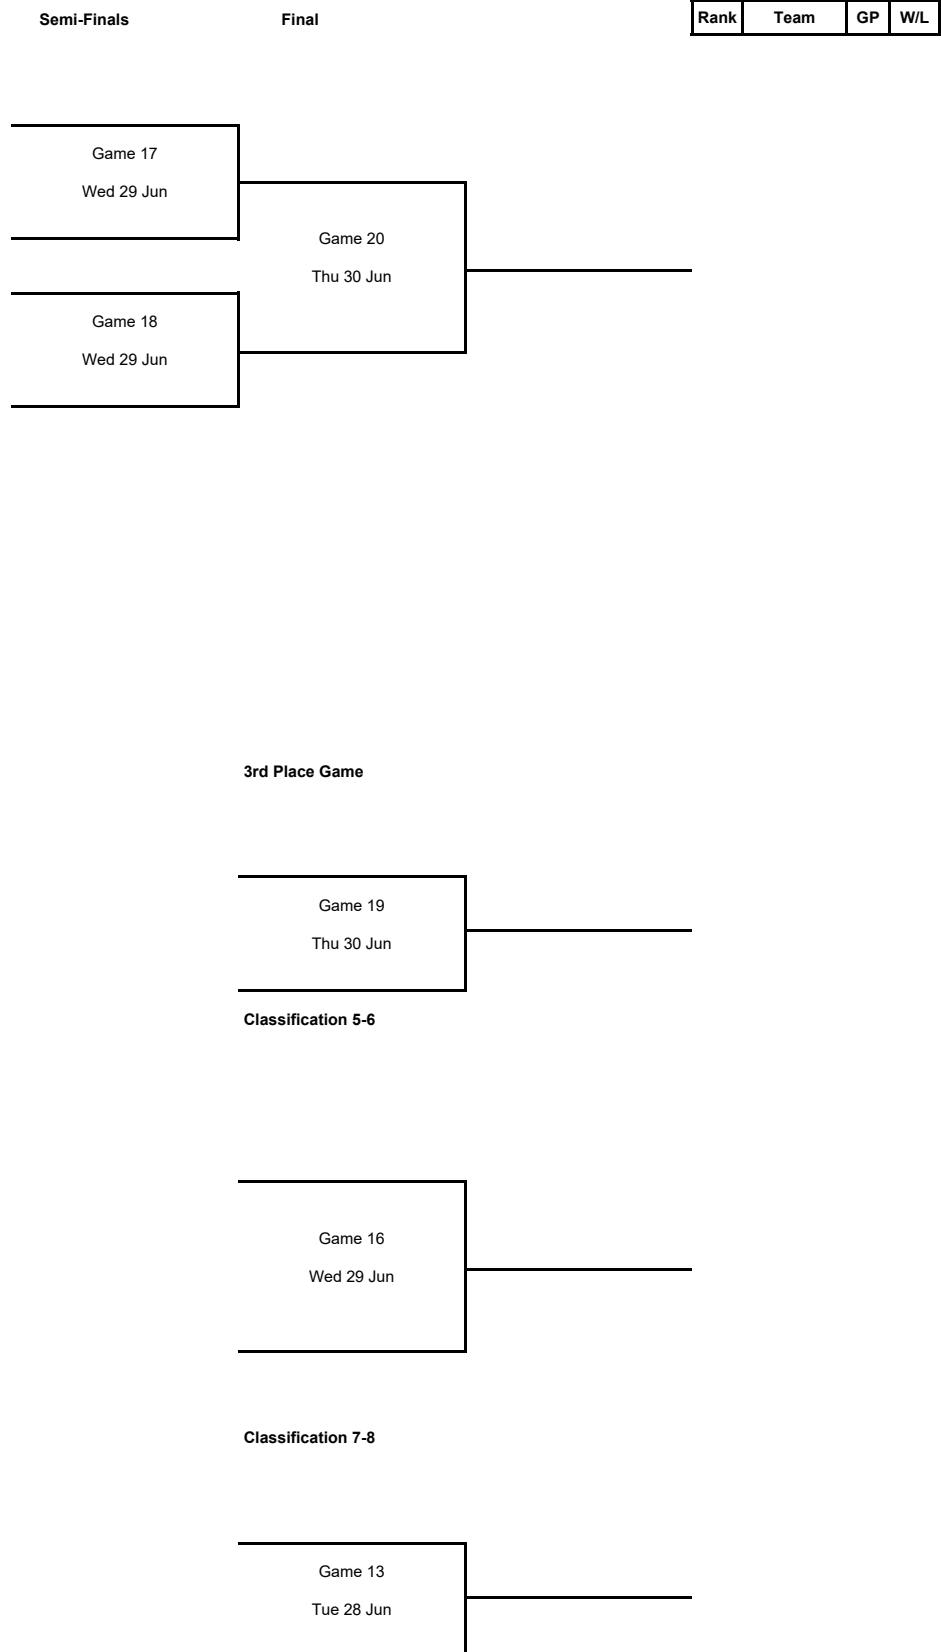 Semi-Finals Final Rank Team GP W/L
Game 17
Wed 29 Jun
Game 20
Thu 30 Jun
Game 18
Wed 29 Jun
3rd Place Game
Game 19
Thu 30 Jun
Classification 5-6
Game 16
Wed 29 Jun
Classification 7-8
Game 13
Tue 28 Jun